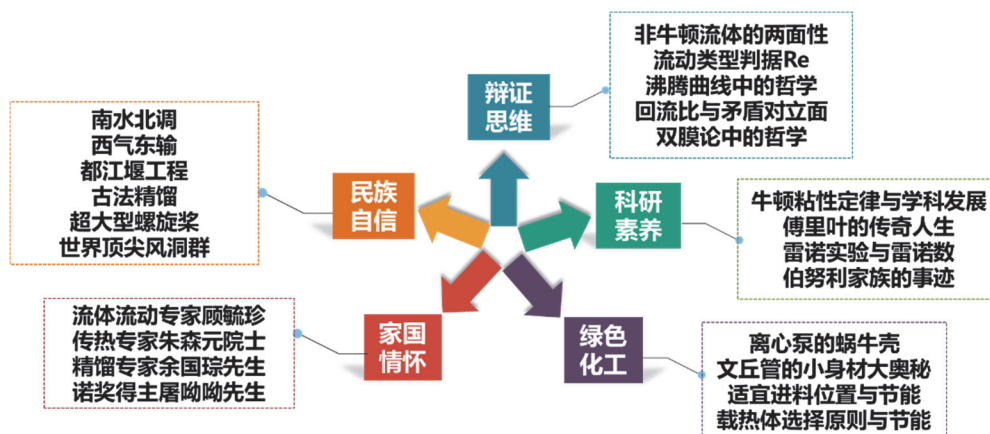 辩证
思维
非牛顿流体的两面性
流动类型判据Re
沸腾曲线中的哲学
回流比与矛盾对立面
双膜论中的哲学
民族
自信
南水北调
西气东输
都江堰工程
古法精馏
超大型螺旋桨
世界顶尖风洞群
科研
素养
牛顿粘性定律与学科发展
傅里叶的传奇人生
雷诺实验与雷诺数
伯努利家族的事迹
家国
情怀
流体流动专家顾毓珍
传热专家朱森元院士
精馏专家余国琮先生
诺奖得主屠呦呦先生
绿色
化工
离心泵的蜗牛壳
文丘管的小身材大奥秘
适宜进料位置与节能
载热体选择原则与节能